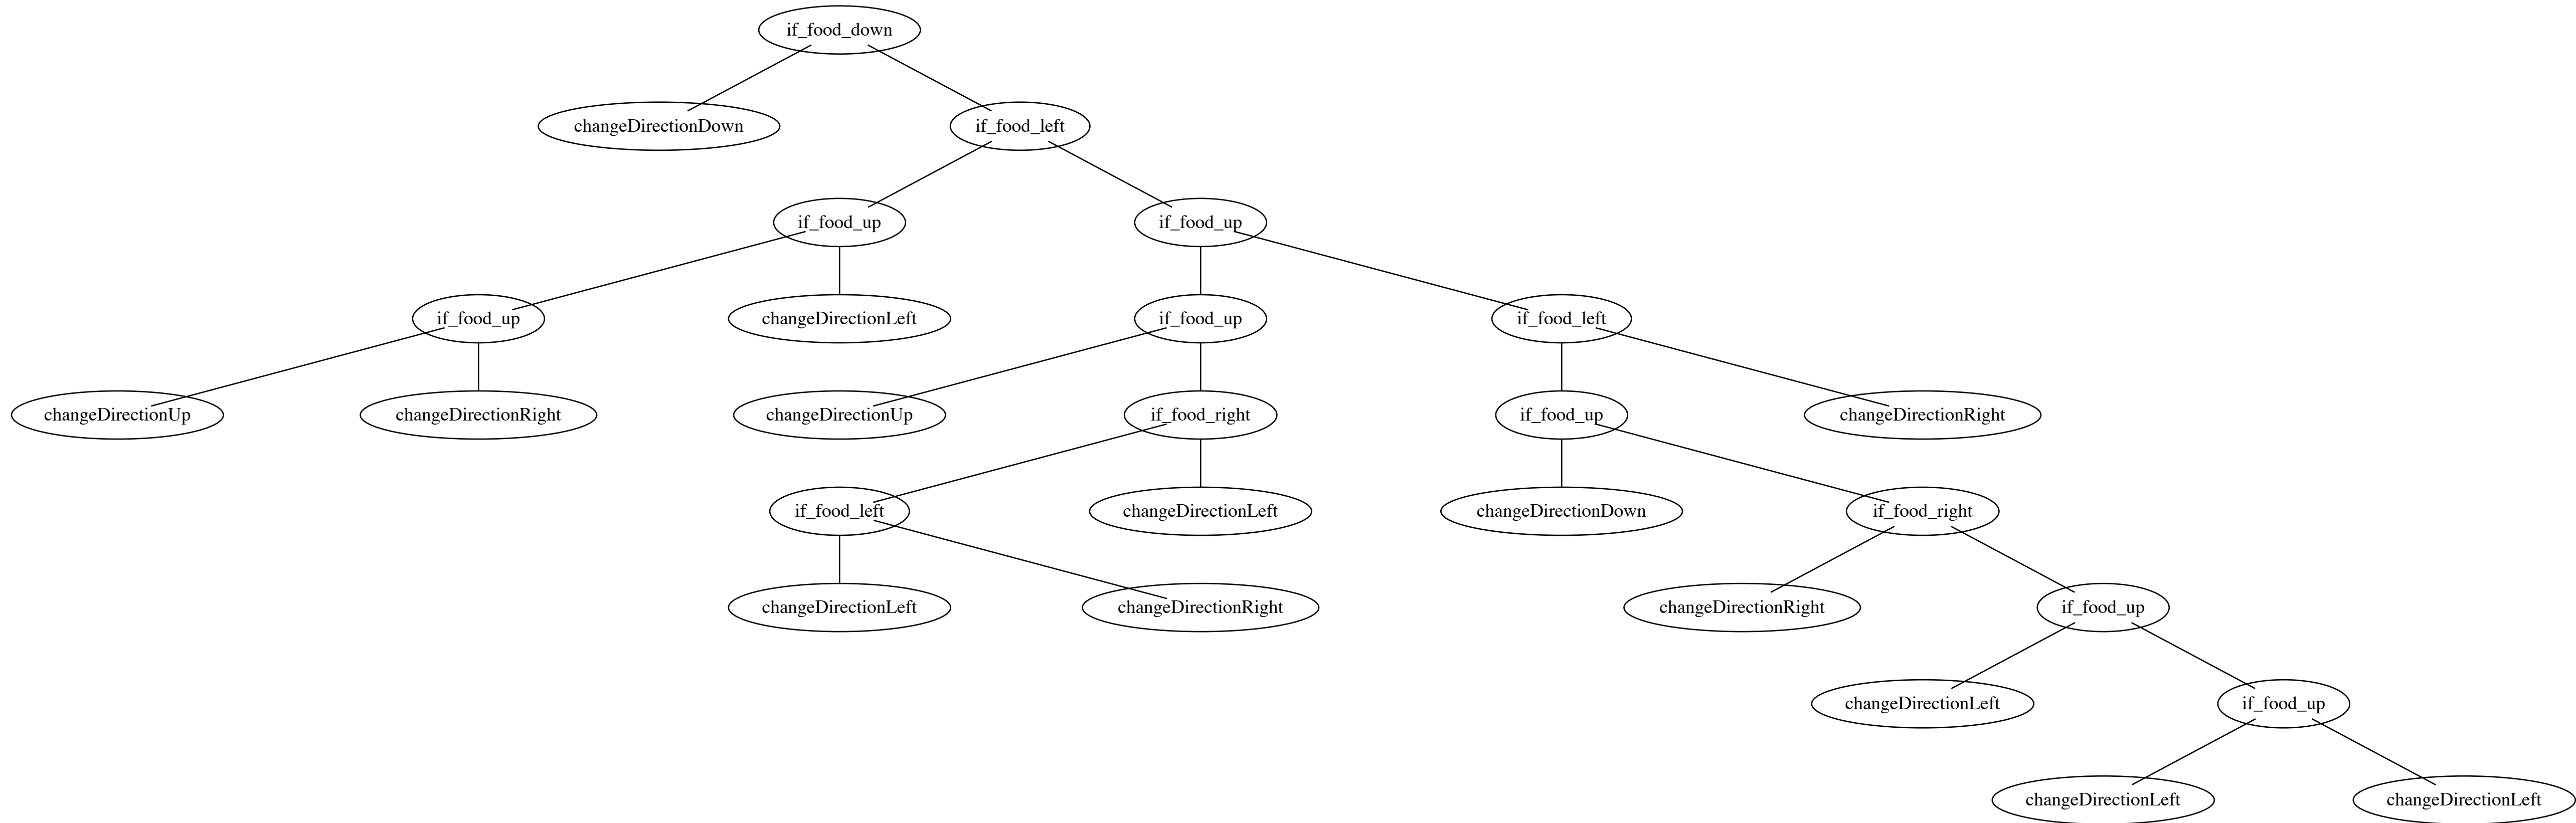 if_food_down
changeDirectionDown
if_food_left
if_food_up
if_food_up
if_food_up
changeDirectionLeft
if_food_up
if_food_left
changeDirectionUp
changeDirectionRight
changeDirectionUp
if_food_right
if_food_up
changeDirectionRight
if_food_left
changeDirectionLeft
changeDirectionDown
if_food_right
changeDirectionLeft
changeDirectionRight
changeDirectionRight
if_food_up
changeDirectionLeft
if_food_up
changeDirectionLeft
changeDirectionLeft